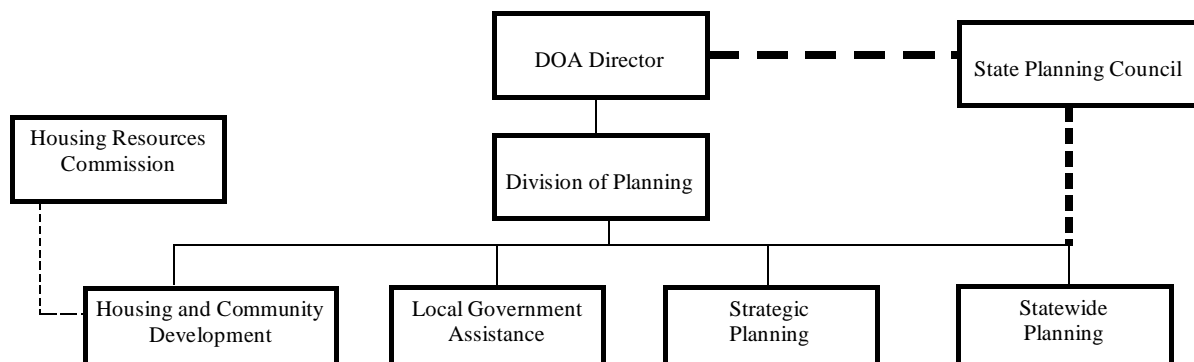 DOA Director
State Planning Council
Housing Resources
Commission
Division of Planning
Housing and Community
Development
Local Government
Assistance
Strategic
Planning
Statewide
Planning